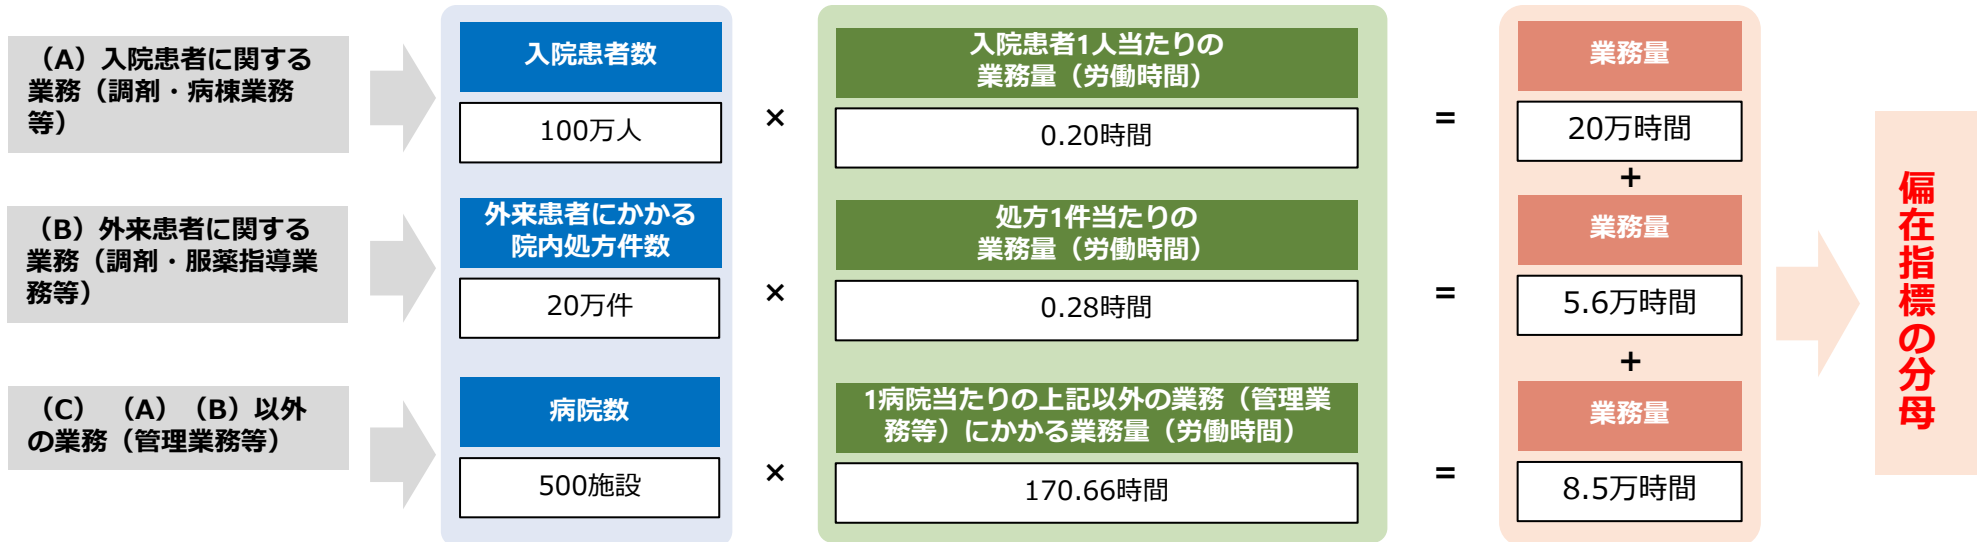 （A）入院患者に関する
業務（調剤・病棟業務
等）
入院患者数
100万人
×
入院患者1人当たりの
業務量（労働時間）
0.20時間
=
業務量
20万時間
+
（B）外来患者に関する
業務（調剤・服薬指導業
務等）
外来患者にかかる
院内処方件数
20万件
×
処方1件当たりの
業務量（労働時間）
0.28時間
=
業務量
5.6万時間
+
（C）（A）（B）以外
の業務（管理業務等）
病院数
500施設
×
1病院当たりの上記以外の業務（管理業
務等）にかかる業務量（労働時間）
170.66時間
=
業務量
8.5万時間
偏在指標の分母